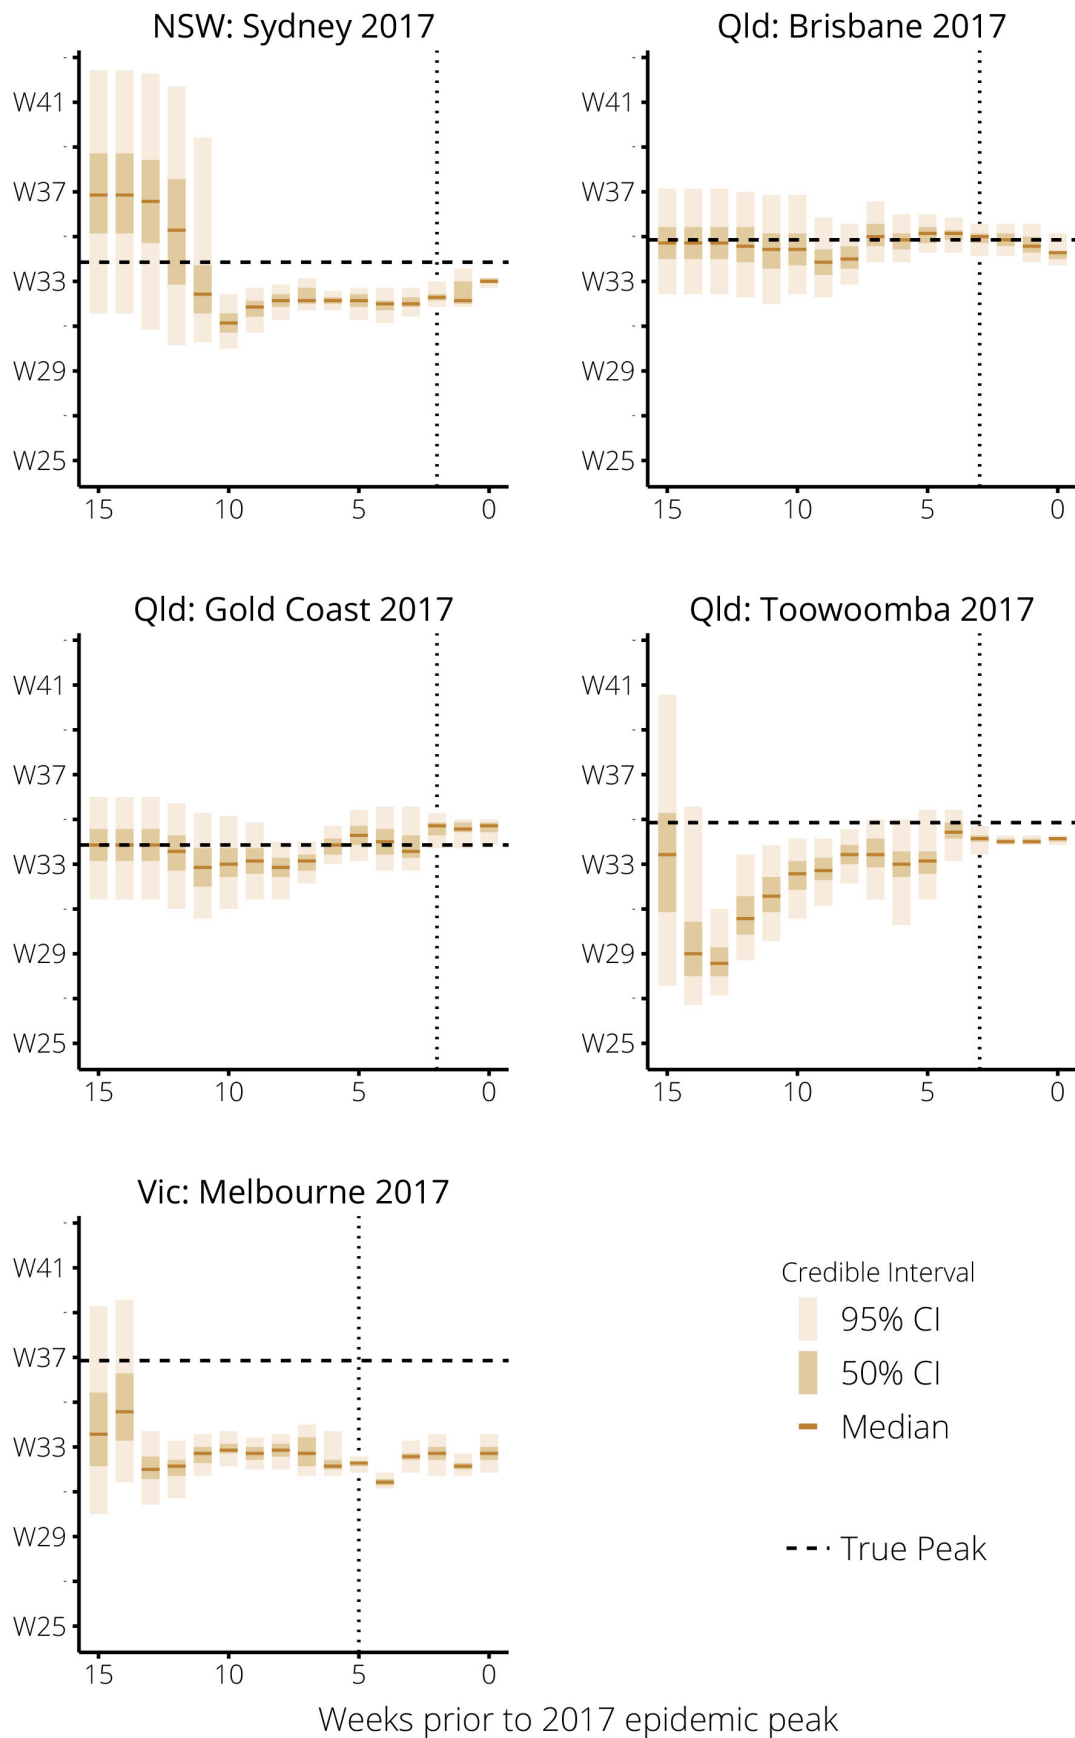 NSW: Sydney 2017
Qld: Brisbane 2017
-
W41
-
W37
-
W33
-
W29
-
W25
15 10 5 0
-
W41
-
W37
-
W33
-
W29
-
W25
15 10 5 0
Qld: Gold Coast 2017
Qld: Toowoomba 2017
-
W41
-
W37
-
W33
-
W29
-
W25
15 10 5 0
-
W41
-
W37
-
W33
-
W29
-
W25
15 10 5 0
Vic: Melbourne 2017
-
W41
-
W37
-
W33
-
W29
-
W25
15 10 5 0
Credible Interval
95% CI
50% CI
Median
True Peak
Weeks prior to 2017 epidemic peak